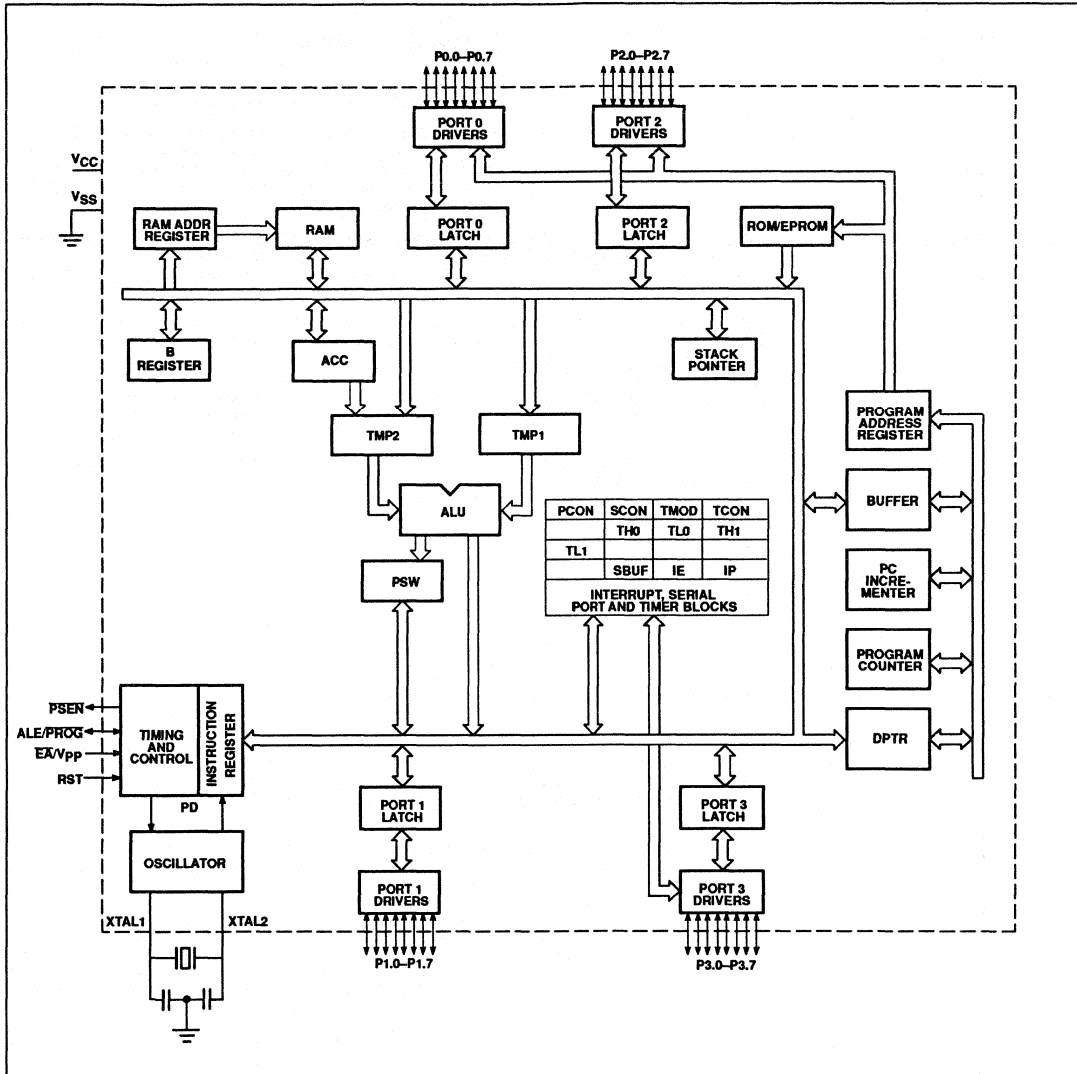 P0.0–P0.7
P2.0–P2.7
PORT 0
DRIVERS
PORT 2
DRIVERS
VCC
VSS
RAM ADDR
REGISTER
RAM
PORT 0
LATCH
PORT 2
LATCH
ROM/EPROM
B
REGISTER
ACC
STACK
POINTER
PROGRAM
ADDRESS
REGISTER
TMP2
TMP1
ALU
BUFFER
PCON SCON TMOD TCON
TH0 TL0 TH1
TL1
SBUF IE IP
INTERRUPT, SERIAL
PORT AND TIMER BLOCKS
PSW
PC
INCRE-
MENTER
PROGRAM
COUNTER
PSEN
ALE/PROG
EA/VPP
RST
TIMING
AND
CONTROL
INSTRUCTION
REGISTER
DPTR
PD
PORT 1
LATCH
PORT 3
LATCH
OSCILLATOR
PORT 1
DRIVERS
PORT 3
DRIVERS
XTAL1
XTAL2
P1.0–P1.7
P3.0–P3.7